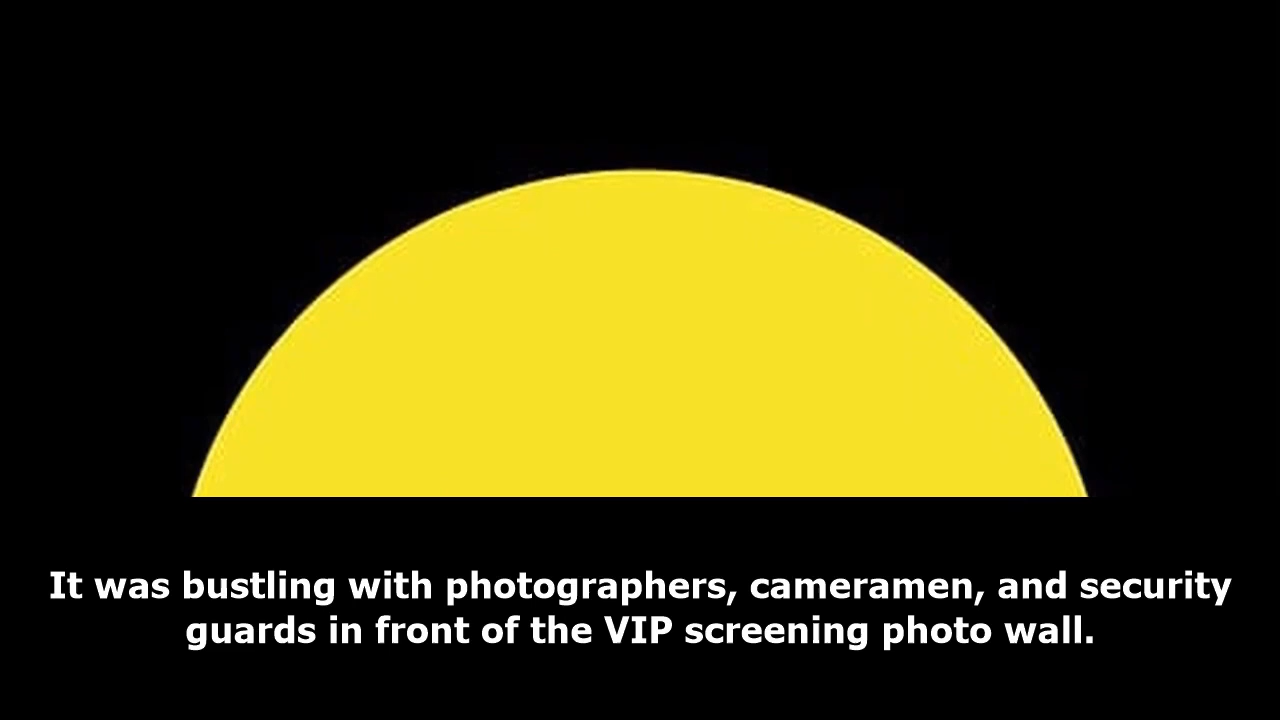 It was bustling with photographers, cameramen, and security
guards in front of the VIP screening photo wall.